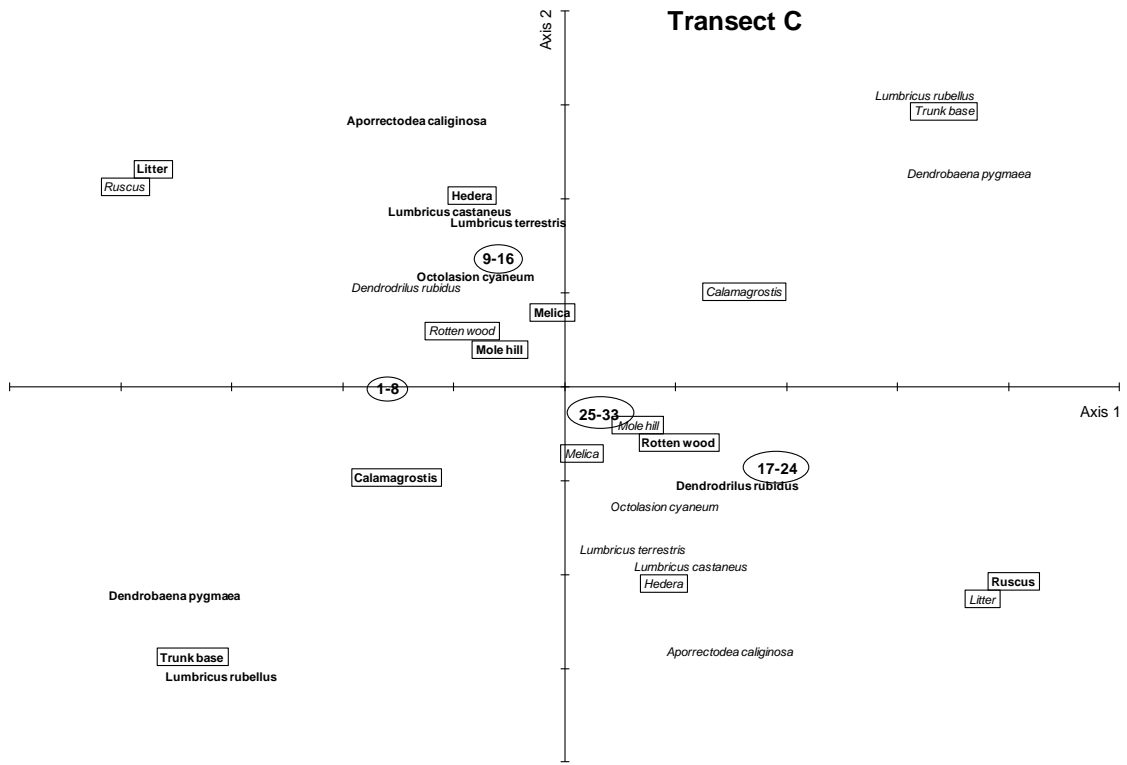 Transect C
Axis 2
Lumbricus rubellus
Trunk base
Aporrectodea caliginosa
Litter
Dendrobaena pygmaea
Ruscus
Hedera
Lumbricus castaneus
Lumbricus terrestris
9-16
Octolasion cyaneum
Dendrodrilus rubidus
Calamagrostis
Melica
Rotten wood
Mole hill
1-8
Axis 1
25-33
Mole hill
Rotten wood
Melica
17-24
Calamagrostis
Dendrodrilus rubidus
Octolasion cyaneum
Lumbricus terrestris
Lumbricus castaneus
Ruscus
Hedera
Dendrobaena pygmaea
Litter
Aporrectodea caliginosa
Trunk base
Lumbricus rubellus